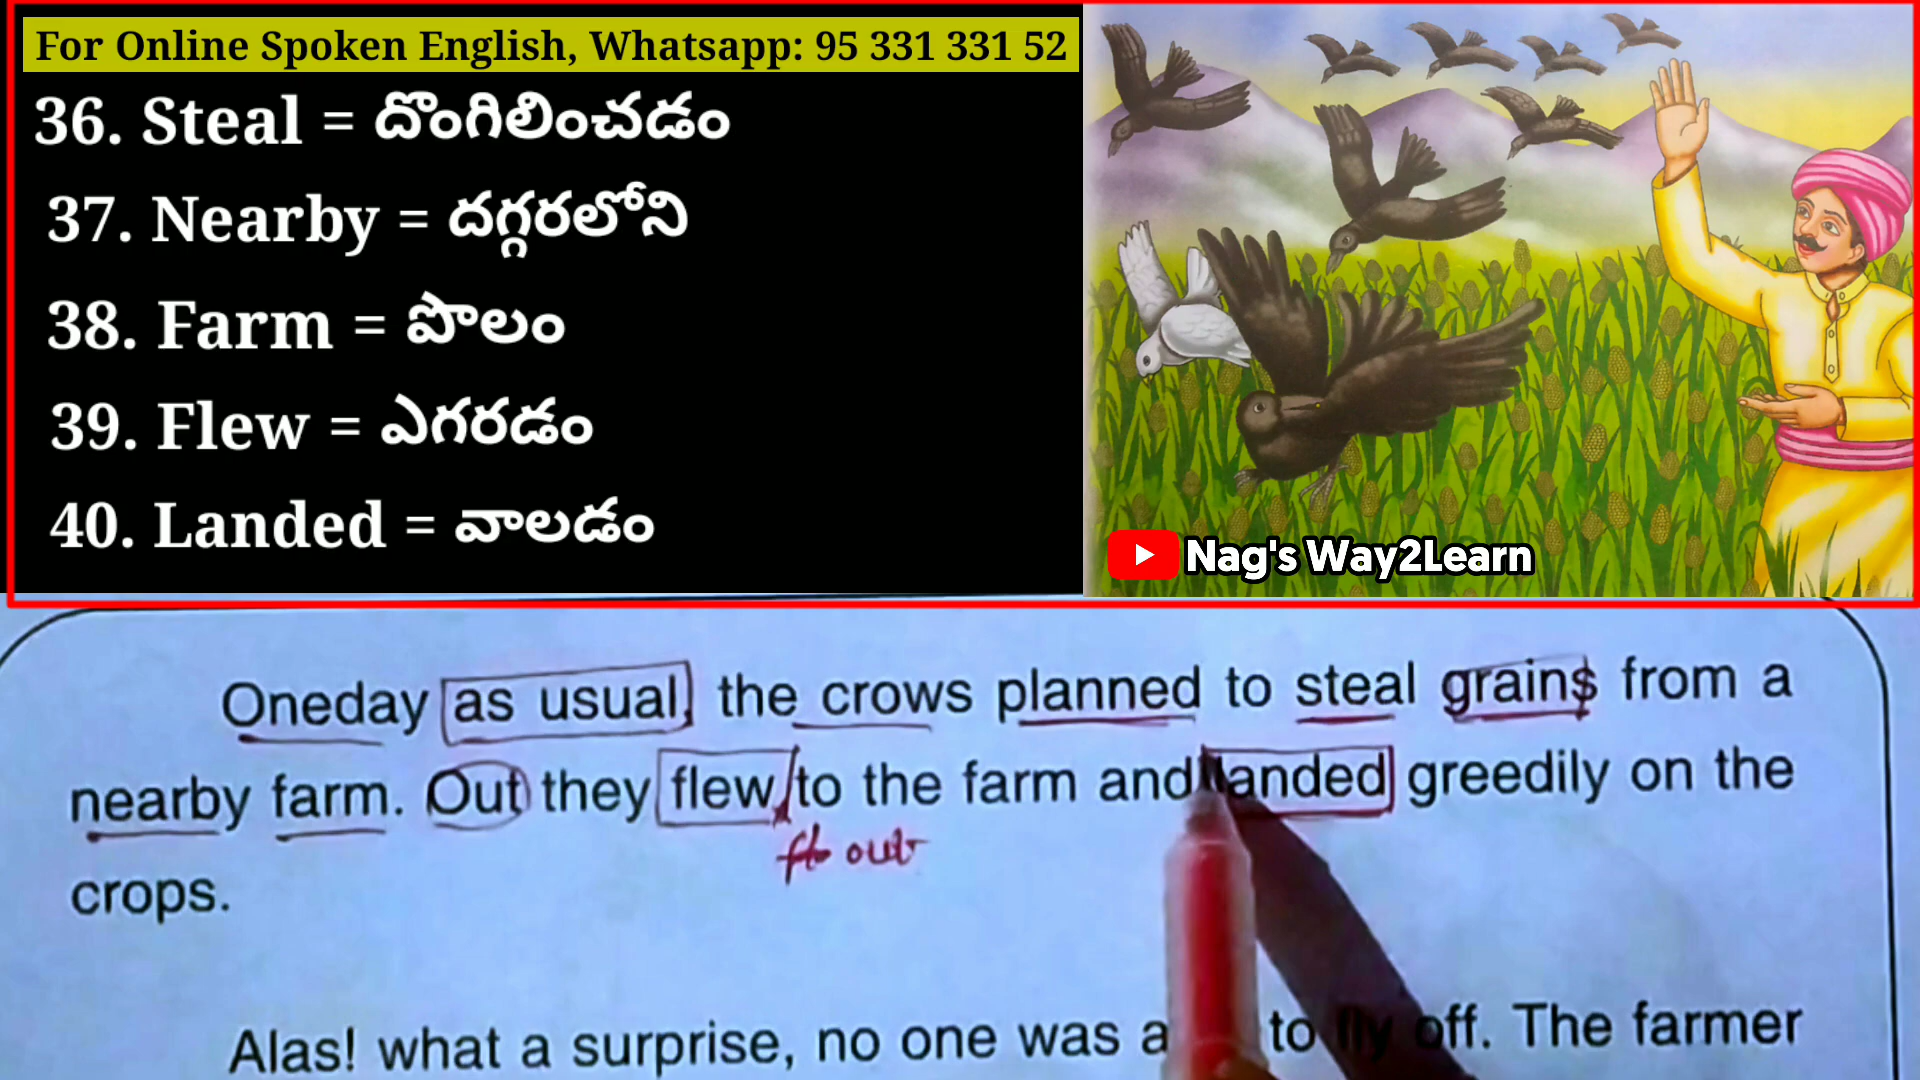 For Online Spoken English, Whatsapp: 95 331 331 52
36. Steal = దొంగిలించడం
37. Nearby = దగ్గరలోని
38. Farm = పొలం
39. Flew = ఎగరడం
40. Landed = వాలడం
Nag's Way2Learn
Oneday as usual, the crows planned to steal grains from a
nearby farm. Out they flew to the farm and landed greedily on the
out
crops.
Alas! what a surprise, no one was to fly off. The farmer